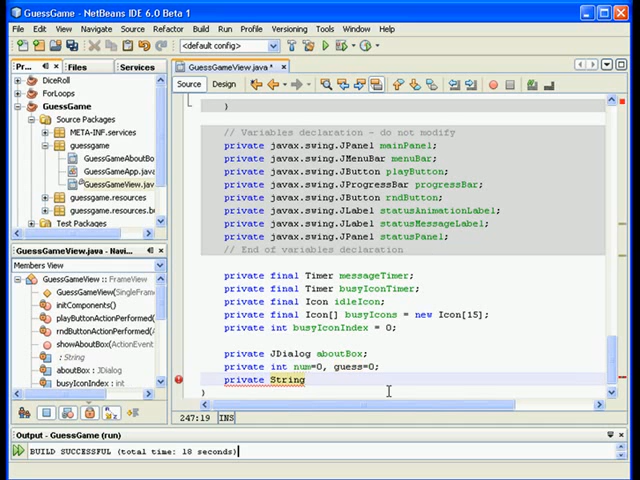 GuessGame - NetBeans IDE 6.0 Beta 1
File Edit View Navigate Source Refactor Build Run Profile Versioning Tools Window Help
<default config>
Pr... Files Services
GuessGameView.java *
Source Design
DiceRoll
ForLoops
GuessGame
Source Packages
META-INF.services
guessgame
GuessGameAbou
GuessGameApp.java
GuessGameView.jav
guessgame.resources
guessgame.resources.bu
Test Packages
GuessGameView.java - Navi...
Members View
GuessGameView :: FrameView
GuessGameView(SingleFram
initComponents()
playButtonActionPerformed(A
rndButtonActionPerformed(A
showAboutBox(ActionEvent
: String
aboutBox : JDialog
busyIconIndex : int
}
// Variables declaration - do not modify
private javax.swing.JPanel mainPanel;
private javax.swing.JMenuBar menuBar;
private javax.swing.JButton playButton;
private javax.swing.JProgressBar progressBar;
private javax.swing.JButton rndButton;
private javax.swing.JLabel statusAnimationLabel;
private javax.swing.JLabel statusMessageLabel;
private javax.swing.JPanel statusPanel;
// End of variables declaration
private final Timer messageTimer;
private final Timer busyIconTimer;
private final Icon idleIcon;
private final Icon[] busyIcons = new Icon[15];
private int busyIconIndex = 0;
private JDialog aboutBox;
private int num=0, guess=0;
private String
}
247:19 INS
Output - GuessGame (run)
BUILD SUCCESSFUL (total time: 18 seconds)